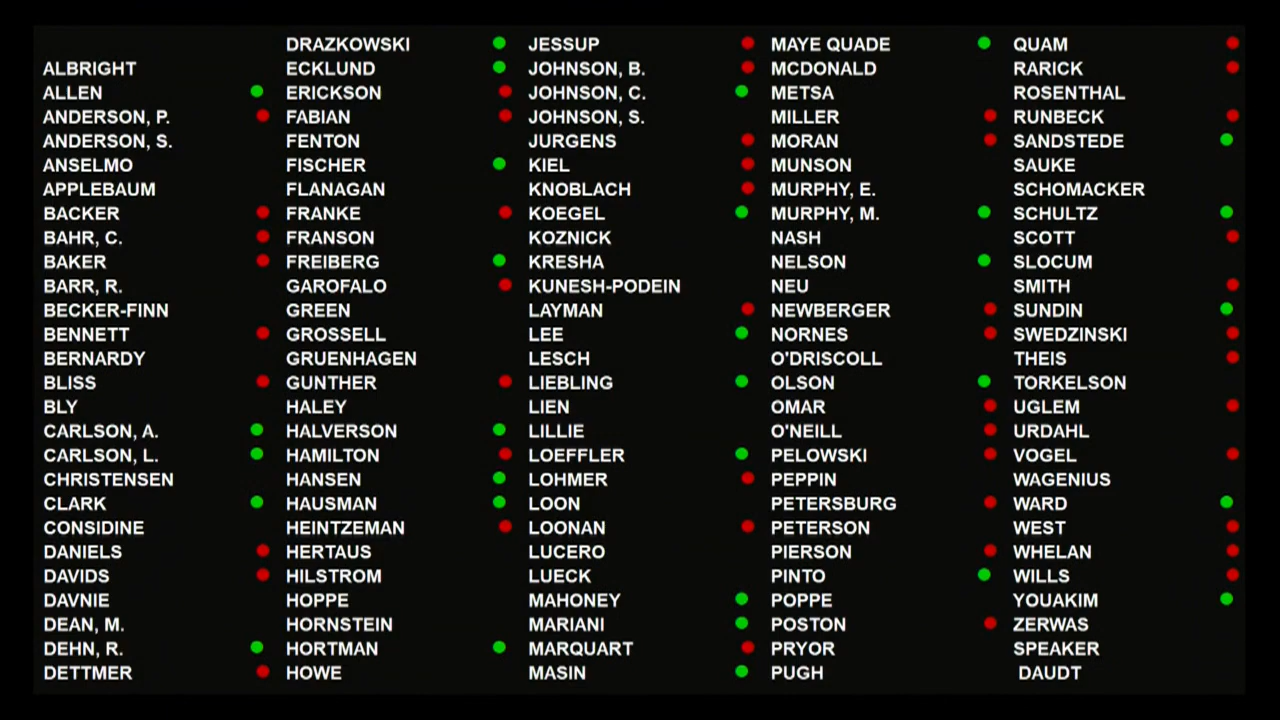 ALBRIGHT
ALLEN
ANDERSON, P.
ANDERSON, S.
ANSELMO
APPLEBAUM
BACKER
BAHR, C.
BAKER
BARR, R.
BECKER-FINN
BENNETT
BERNARDY
BLISS
BLY
CARLSON, A.
CARLSON, L.
CHRISTENSEN
CLARK
CONSIDINE
DANIELS
DAVIDS
DAVNIE
DEAN, M.
DEHN, R.
DETTMER
DRAZKOWSKI
ECKLUND
ERICKSON
FABIAN
FENTON
FISCHER
FLANAGAN
FRANKE
FRANSON
FREIBERG
GAROFALO
GREEN
GROSSELL
GRUENHAGEN
GUNTHER
HALEY
HALVERSON
HAMILTON
HANSEN
HAUSMAN
HEINTZEMAN
HERTAUS
HILSTROM
HOPPE
HORNSTEIN
HORTMAN
HOWE
JESSUP
JOHNSON, B.
JOHNSON, C.
JOHNSON, S.
JURGENS
KIEL
KNOBLACH
KOEGEL
KOZNICK
KRESHA
KUNESH-PODEIN
LAYMAN
LEE
LESCH
LIEBLING
LIEN
LILLIE
LOEFFLER
LOHMER
LOON
LOONAN
LUCERO
LUECK
MAHONEY
MARIANI
MARQUART
MASIN
MAYE QUADE
MCDONALD
METSA
MILLER
MORAN
MUNSON
MURPHY, E.
MURPHY, M.
NASH
NELSON
NEU
NEWBERGER
NORNES
O'DRISCOLL
OLSON
OMAR
O'NEILL
PELOWSKI
PEPPIN
PETERSBURG
PETERSON
PIERSON
PINTO
POPPE
POSTON
PRYOR
PUGH
QUAM
RARICK
ROSENTHAL
RUNBECK
SANDSTEDE
SAUKE
SCHOMACKER
SCHULTZ
SCOTT
SLOCUM
SMITH
SUNDIN
SWEDZINSKI
THEIS
TORKELSON
UGLEM
URDAHL
VOGEL
WAGENIUS
WARD
WEST
WHELAN
WILLS
YOUAKIM
ZERWAS
SPEAKER
DAUDT